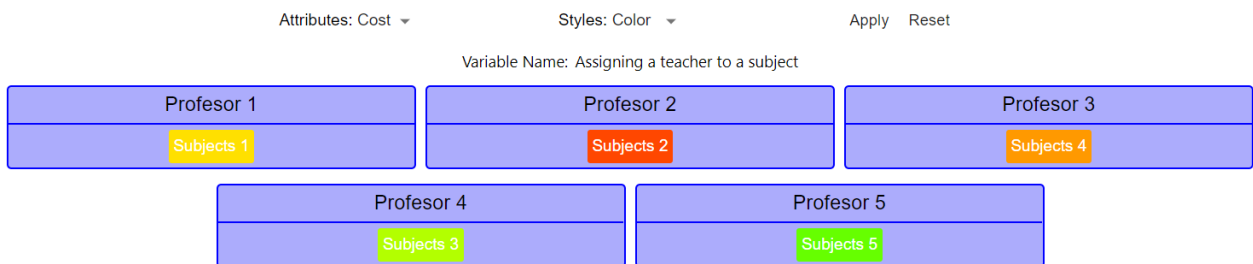 Attributes: Cost Styles: Color Apply Reset
Variable Name: Assigning a teacher to a subject
Profesor 1 Profesor 2 Profesor 3
Subjects 1 Subjects 2 Subjects 4
Profesor 4 Profesor 5
Subjects 3 Subjects 5